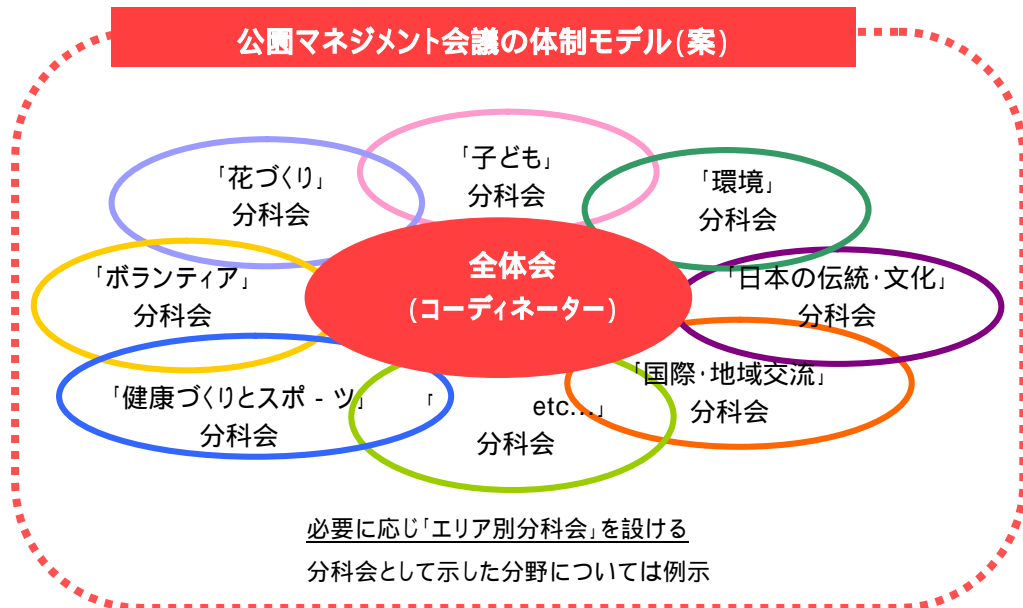 公園マネジメント会議の体制モデル(案)
「子ども」
分科会
「花づくり」
分科会
「環境」
分科会
全体会
(コーディネーター)
「ボランティア」
分科会
「日本の伝統・文化」
分科会
「健康づくりとスポ-ツ」
分科会
「 etc...」
分科会
「国際・地域交流」
分科会
必要に応じ「エリア別分科会」を設ける
分科会として示した分野については例示